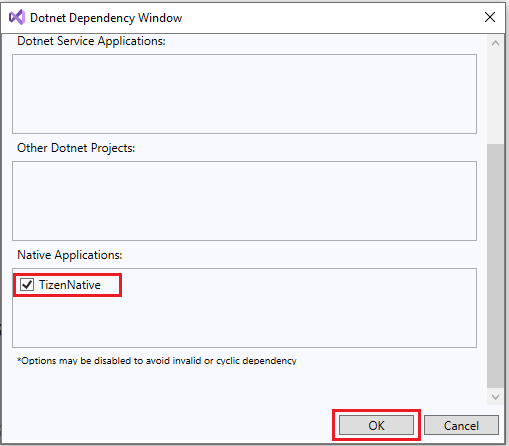 Dotnet Dependency Window
Dotnet Service Applications:
Other Dotnet Projects:
Native Applications:
TizenNative
*Options may be disabled to avoid invalid or cyclic dependency
OK
Cancel